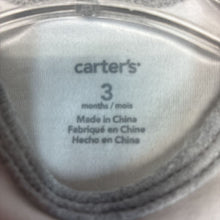 carter's®
3
months / mois
Made in China
Fabriqué en Chine
Hecho en China